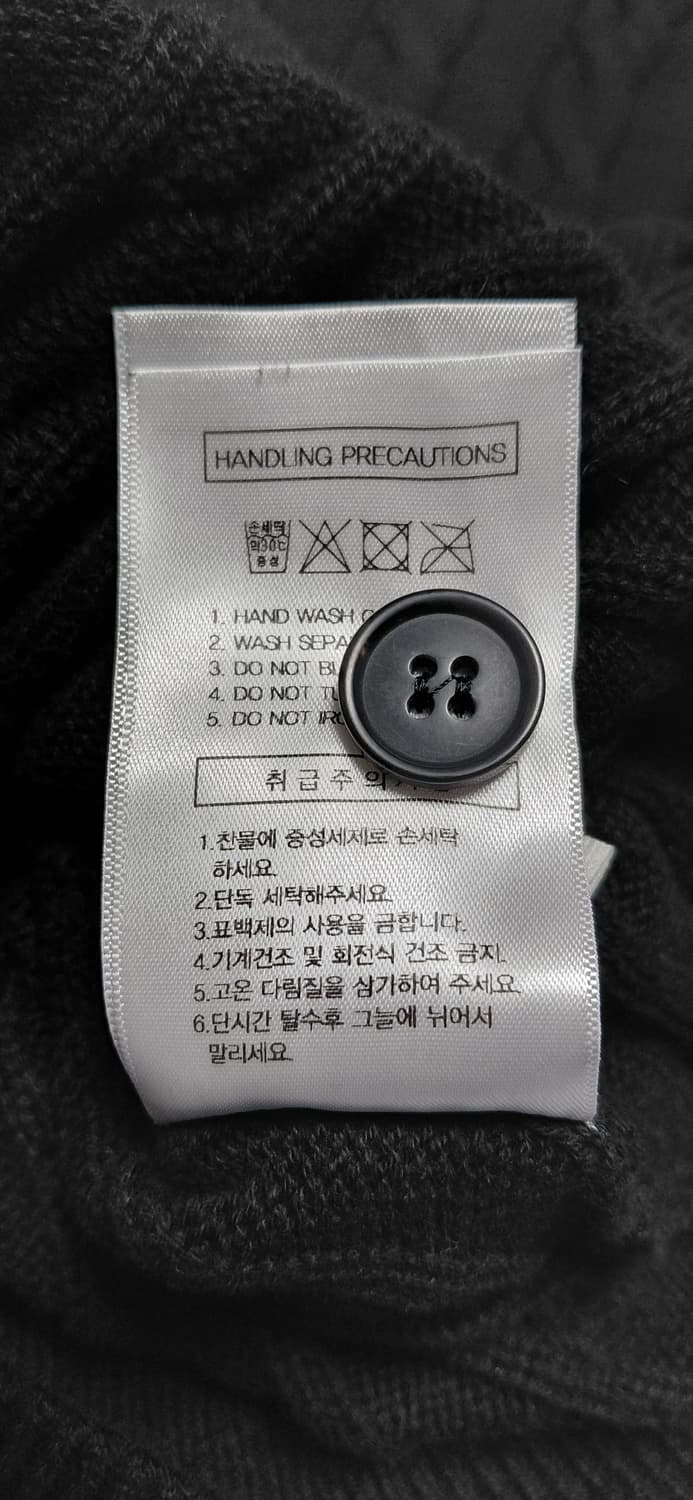 HANDLING PRECAUTIONS
손세탁
약30℃
중성
1. HAND WASH
2. WASH
3. DO NOT
4. DO NOT
5. DO NOT
취급주의
1.찬물에 중성세제로 손세탁
하세요.
2.단독 세탁해주세요.
3.표백제의 사용을 금합니다.
4.기계건조 및 회전식 건조 금지.
5.고온 다림질을 삼가하여 주세요.
6.단시간 탈수후 그늘에 뉘어서
말리세요.